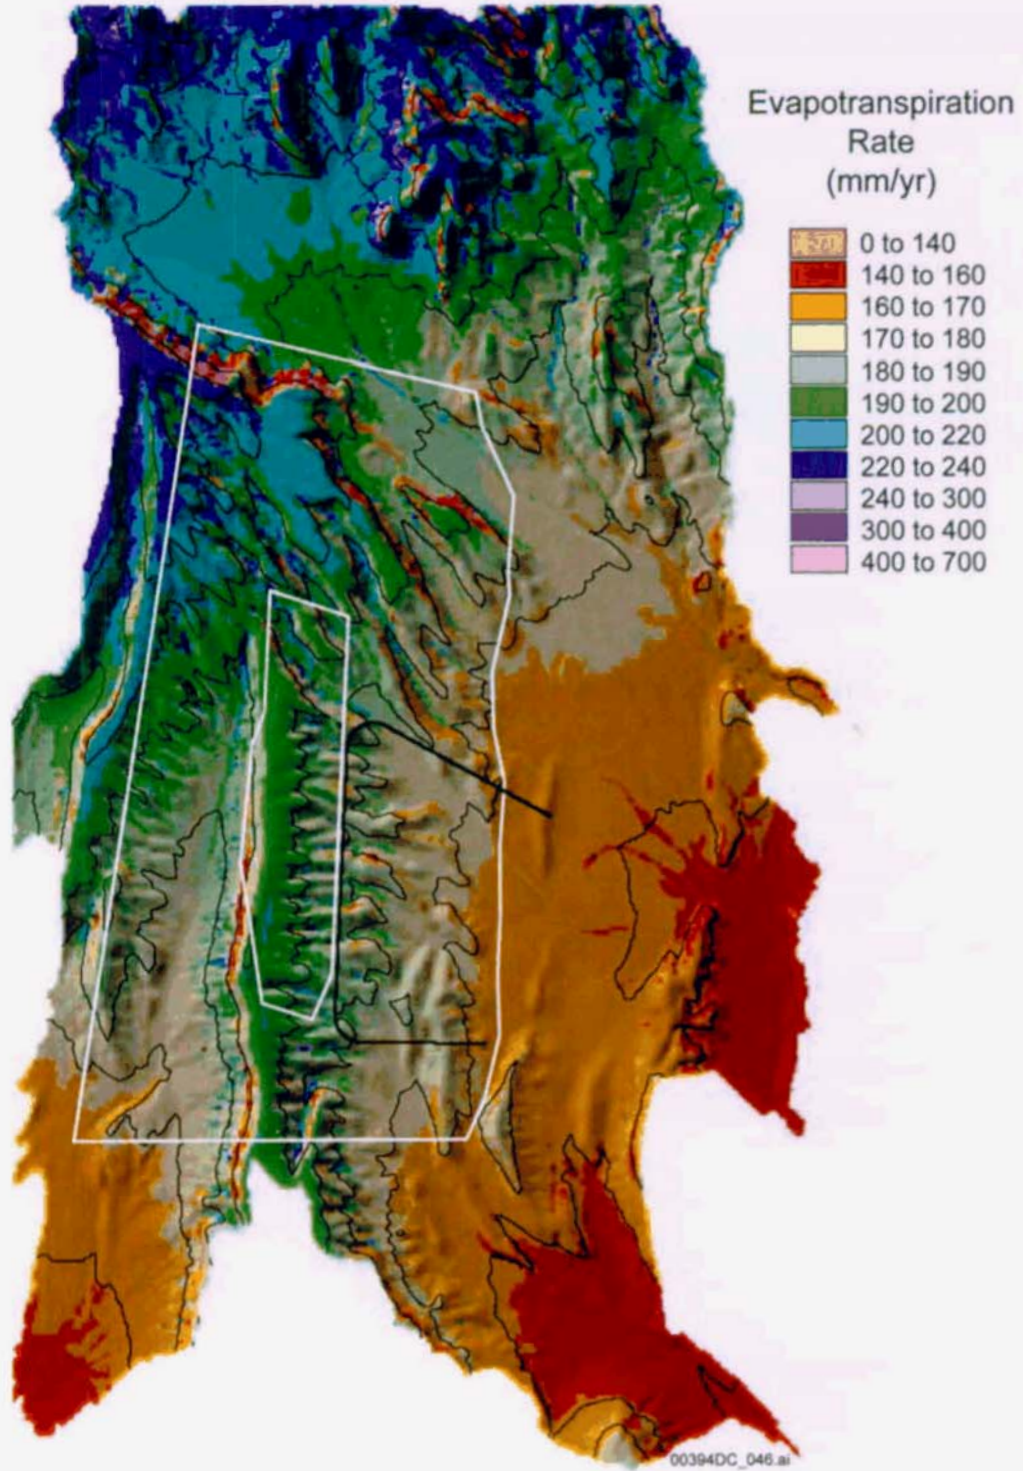 Evapotranspiration
Rate
(mm/yr)
0 to 140
140 to 160
160 to 170
170 to 180
180 to 190
190 to 200
200 to 220
220 to 240
240 to 300
300 to 400
400 to 700
00394DC_046.ai